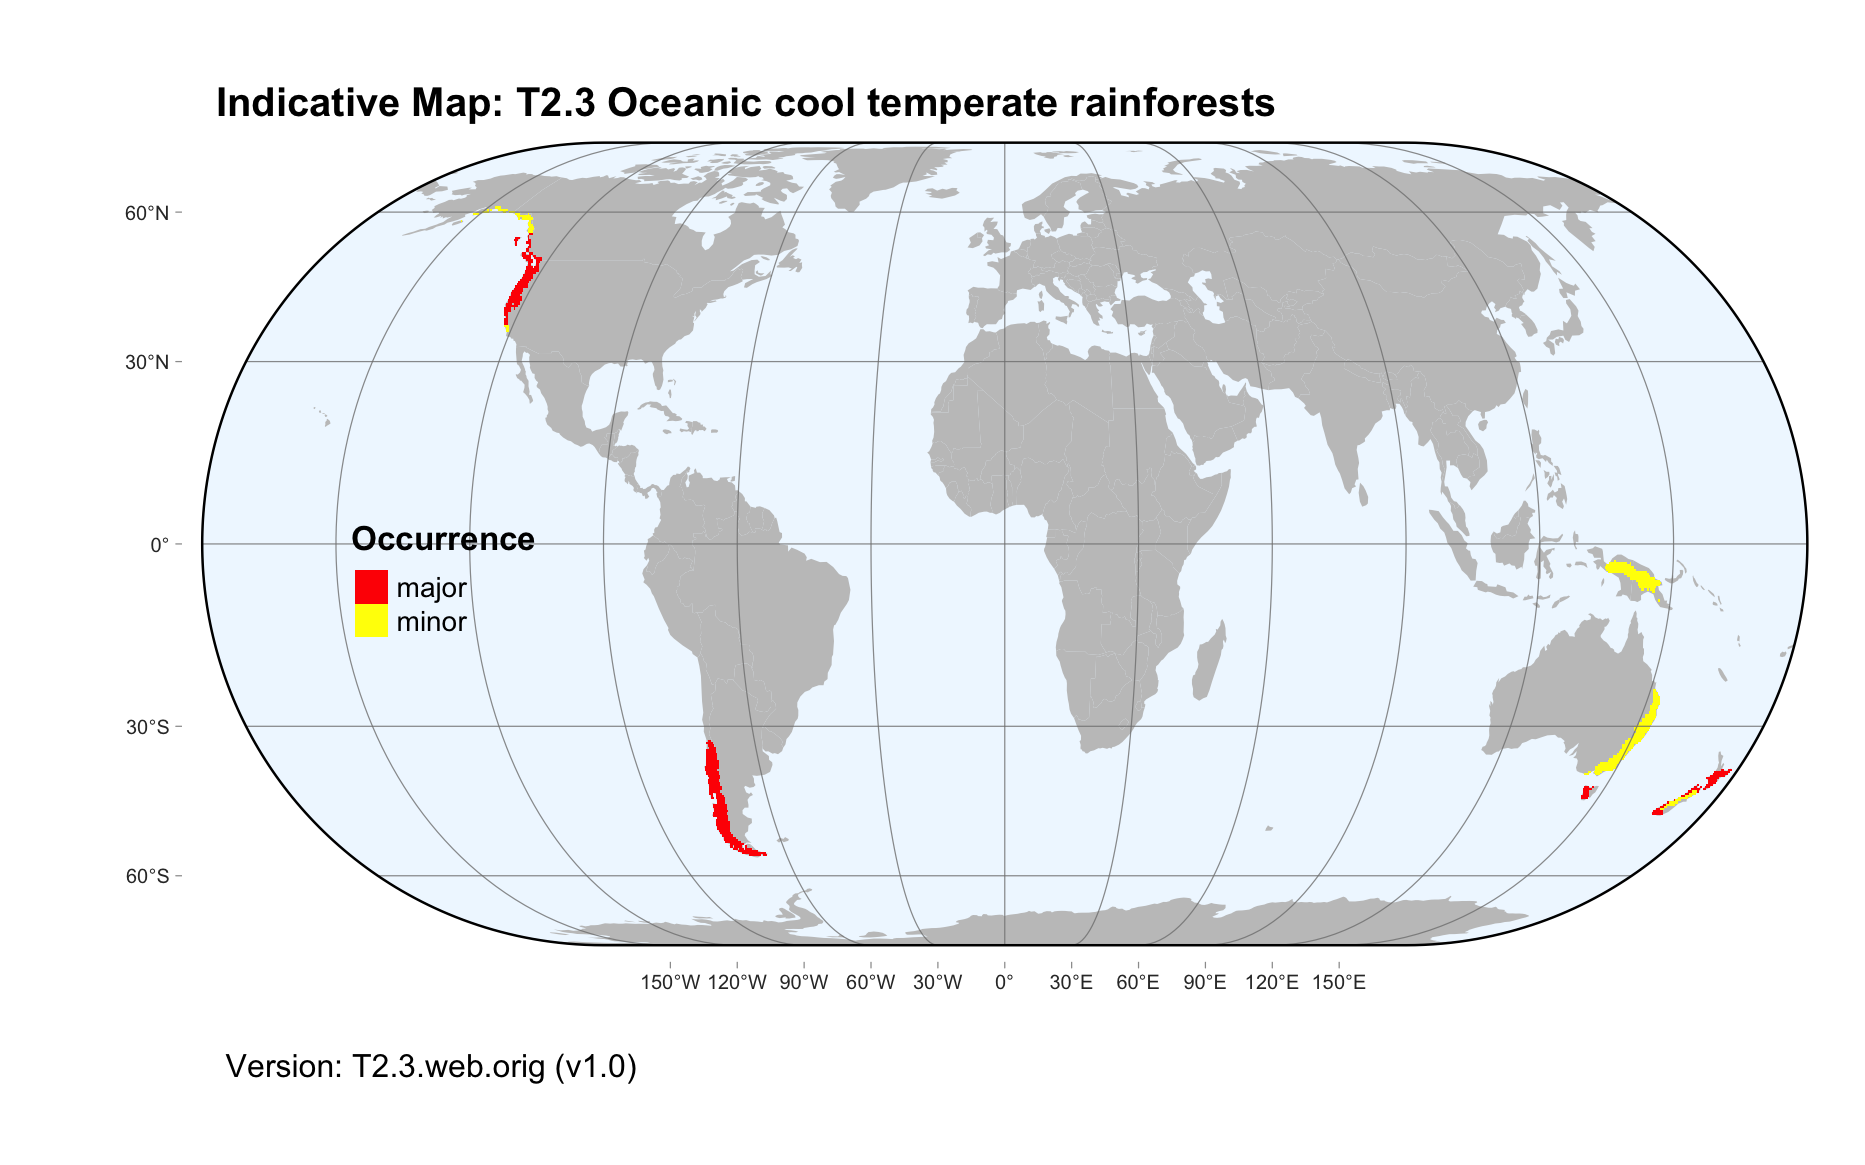 Indicative Map: T2.3 Oceanic cool temperate rainforests
60°N
30°N
0°
30°S
60°S
Occurrence
major
minor
150°W 120°W 90°W 60°W 30°W 0° 30°E 60°E 90°E 120°E 150°E
Version: T2.3.web.orig (v1.0)